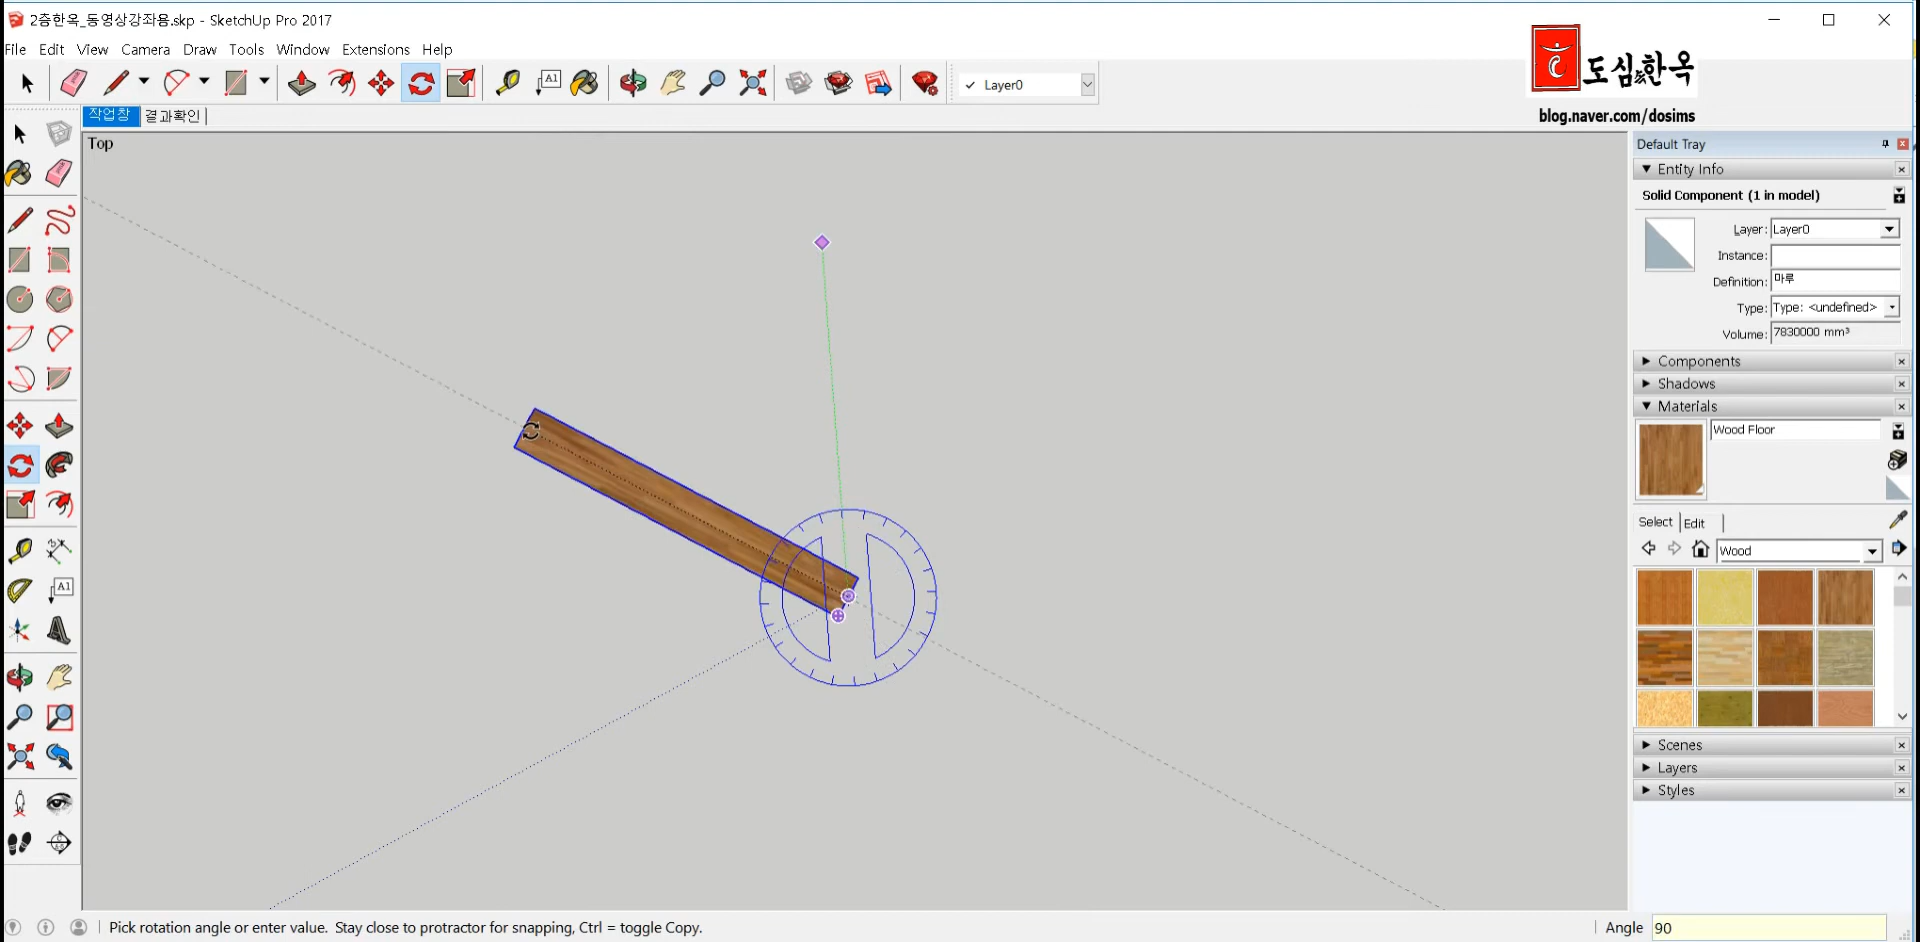 2층한옥_동영상강좌용.skp - SketchUp Pro 2017
File Edit View Camera Draw Tools Window Extensions Help
도심한옥
A1
Layer0
blog.naver.com/dosims
작업창 결과확인
Top
Default Tray
Entity Info
Solid Component (1 in model)
Layer: Layer0
Instance:
Definition: 마루
Type: Type: <undefined>
Volume: 7830000 mm³
Components
Shadows
Materials
Wood Floor
Select Edit
Wood
A1
Scenes
Layers
Styles
Pick rotation angle or enter value. Stay close to protractor for snapping, Ctrl = toggle Copy.
Angle 90